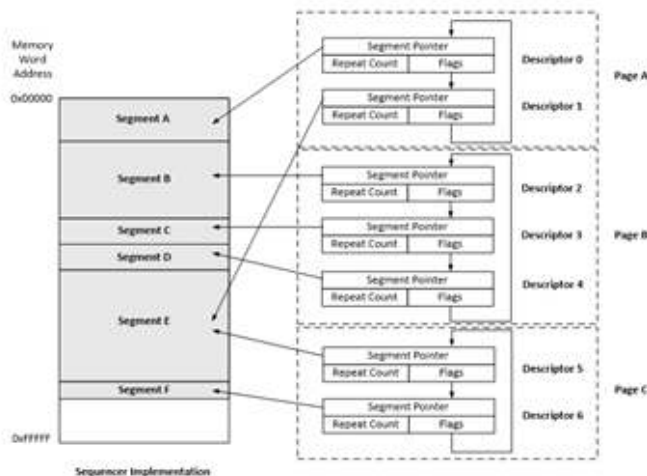 Memory
Word
Address
0x00000
Segment A
Segment B
Segment C
Segment D
Segment E
Segment F
0xFFFFF
Sequencer Implementation
Segment Pointer
Repeat Count Flags
Descriptor 0
Segment Pointer
Repeat Count Flags
Descriptor 1
Page A
Segment Pointer
Repeat Count Flags
Descriptor 2
Segment Pointer
Repeat Count Flags
Descriptor 3
Segment Pointer
Repeat Count Flags
Descriptor 4
Page B
Segment Pointer
Repeat Count Flags
Descriptor 5
Segment Pointer
Repeat Count Flags
Descriptor 6
Page C